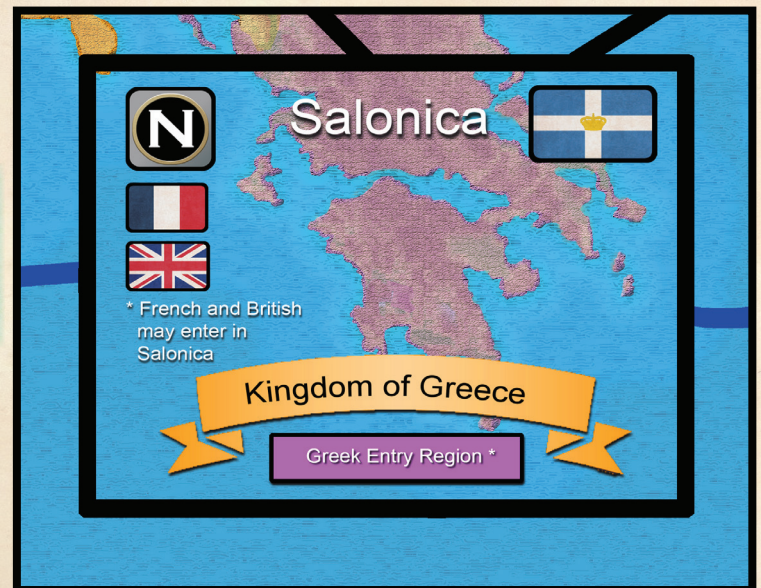 N
Salonica
* French and British
may enter in
Salonica
Kingdom of Greece
Greek Entry Region *